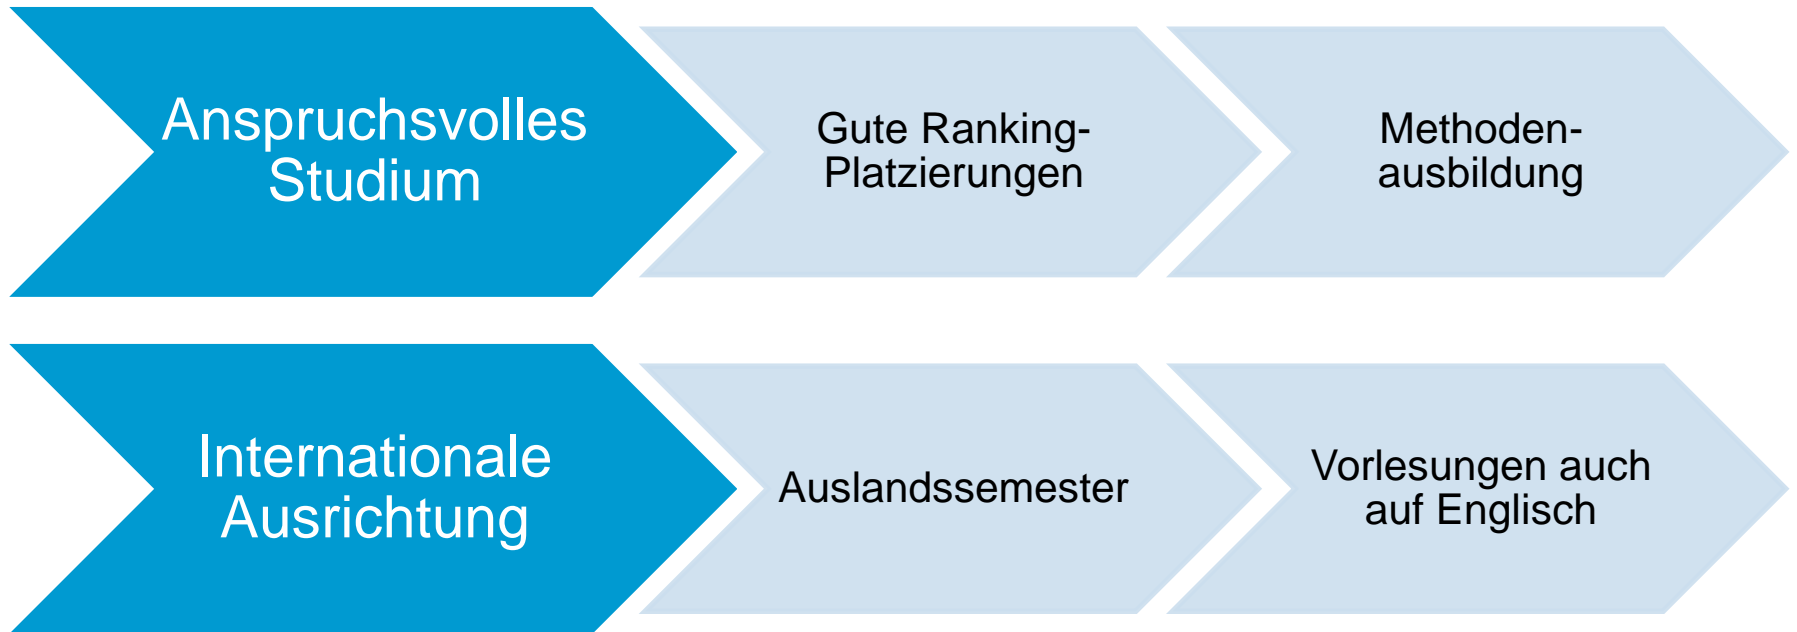 Anspruchsvolles
Studium
Gute Ranking-
Platzierungen
Methoden-
ausbildung
Internationale
Ausrichtung
Auslandssemester
Vorlesungen auch
auf Englisch